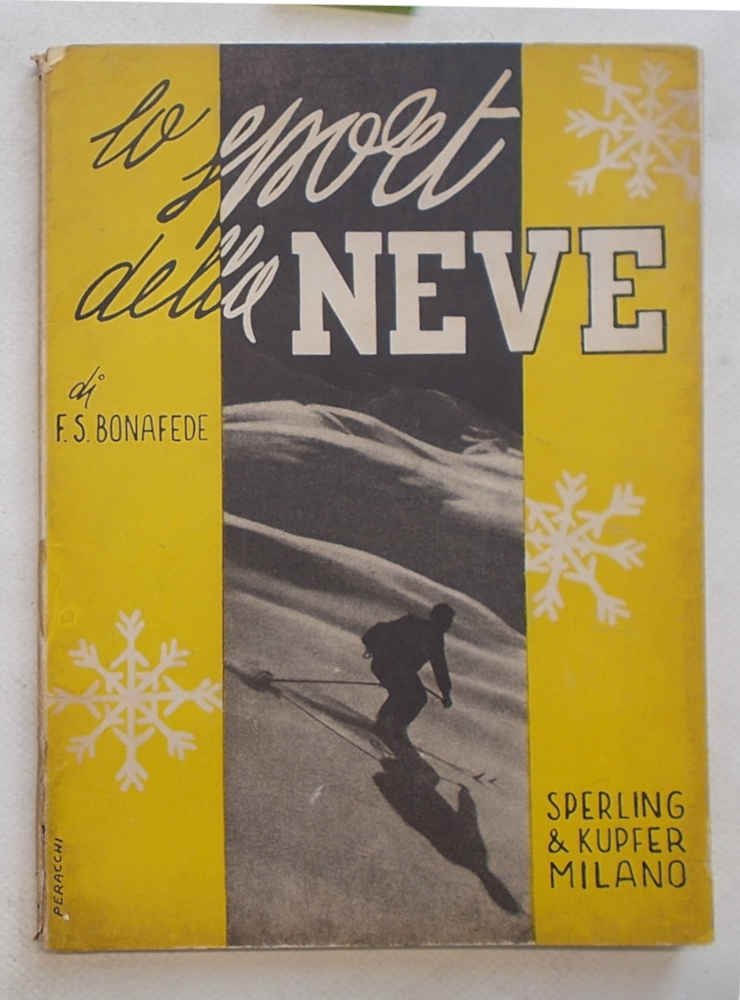 lo sport
della NEVE
di
F. S. BONAFEDE
SPERLING
& KUPFER
MILANO
PERACCHI